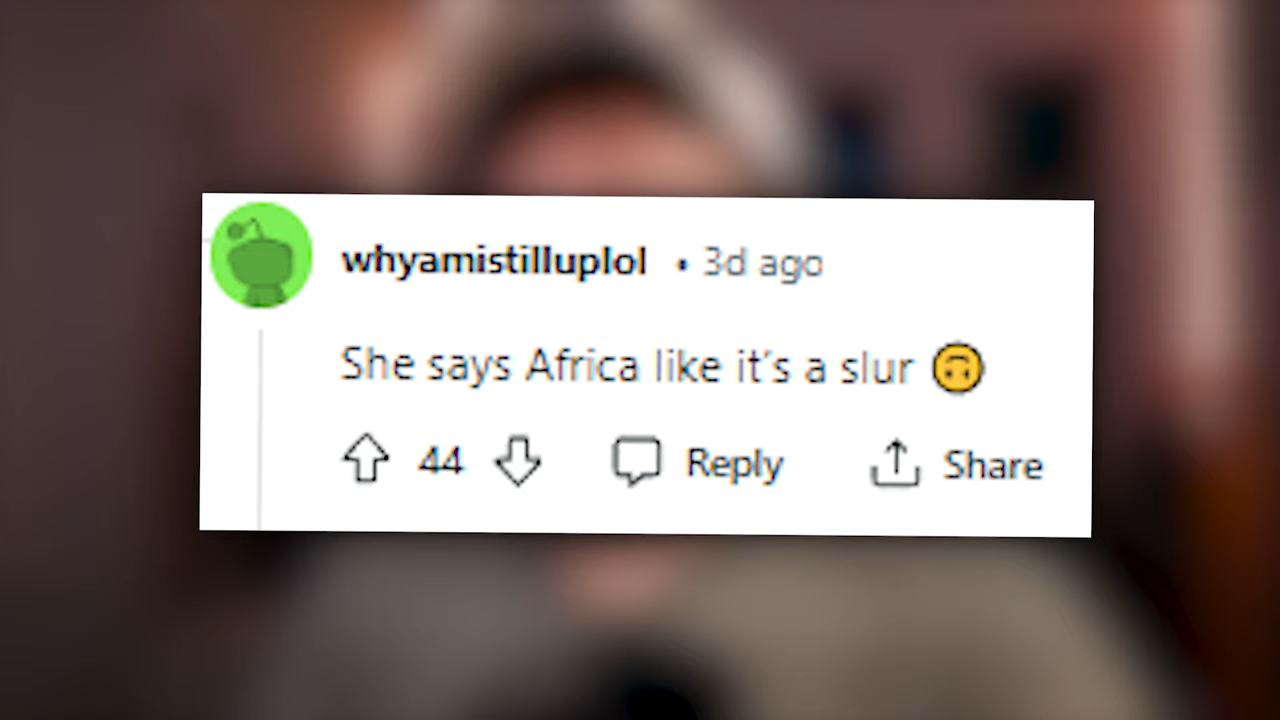 whyamistilluplol • 3d ago
She says Africa like it's a slur 🙃
44 Reply Share